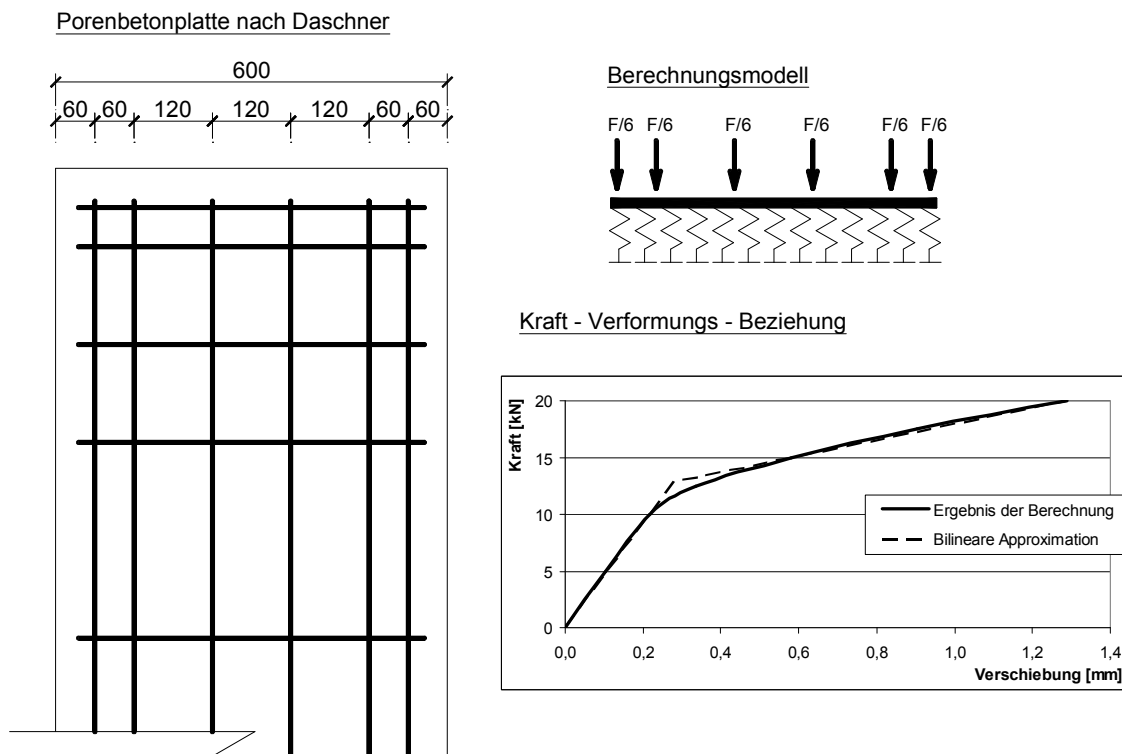 Porenbetonplatte nach Daschner
600
60 60 120 120 120 60 60
Berechnungsmodell
F/6 F/6 F/6 F/6 F/6 F/6
Kraft - Verformungs - Beziehung
Kraft [kN]
20
15
10
5
0
0,0 0,2 0,4 0,6 0,8 1,0 1,2 1,4
Verschiebung [mm]
Ergebnis der Berechnung
Bilineare Approximation